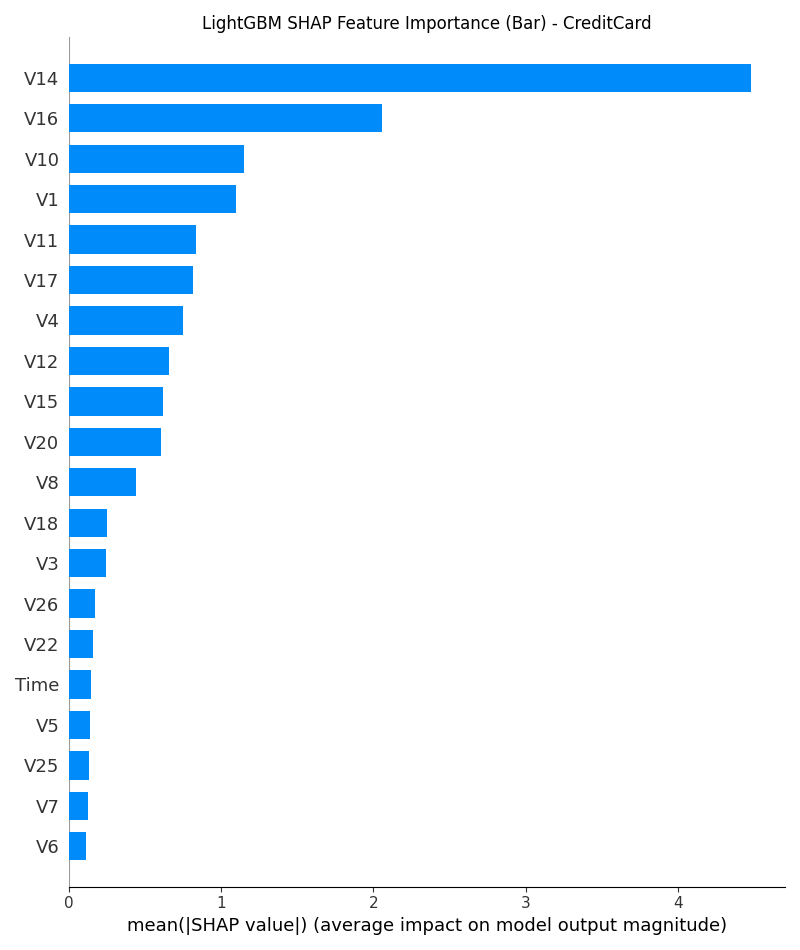 LightGBM SHAP Feature Importance (Bar) - CreditCard
V14
V16
V10
V1
V11
V17
V4
V12
V15
V20
V8
V18
V3
V26
V22
Time
V5
V25
V7
V6
0 1 2 3 4
mean(|SHAP value|) (average impact on model output magnitude)